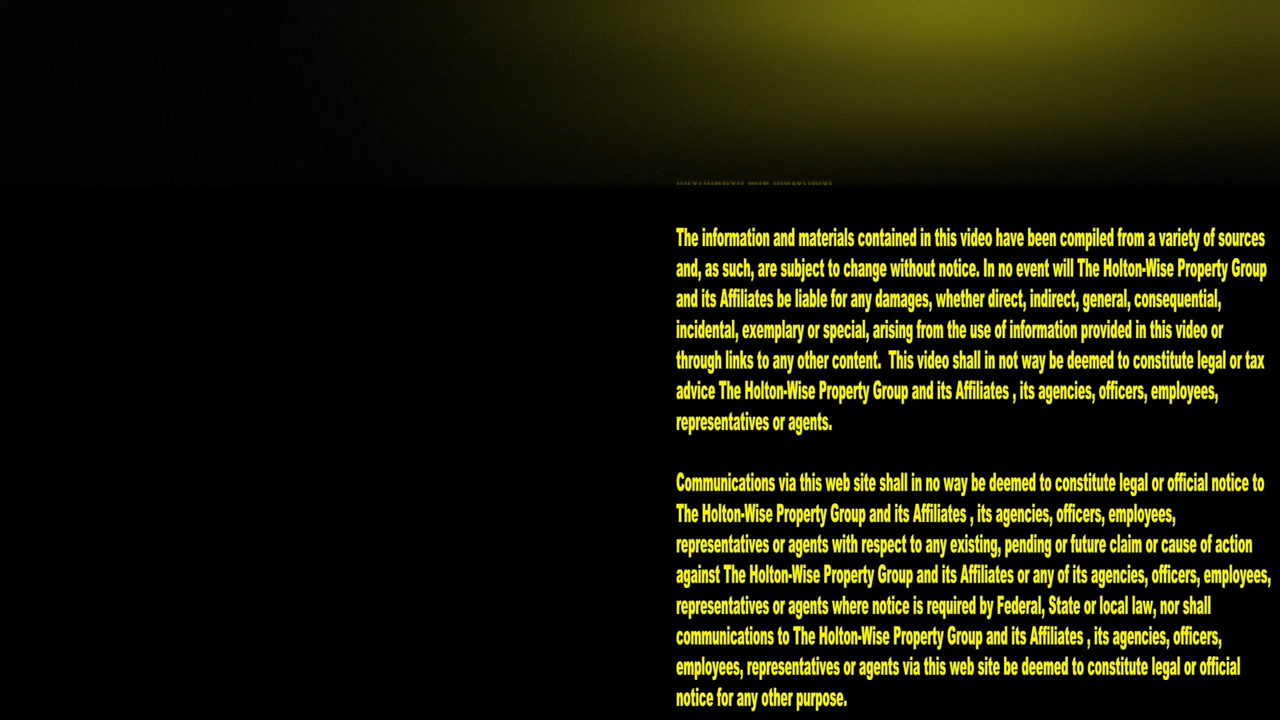 information and materials.
The information and materials contained in this video have been compiled from a variety of sources
and, as such, are subject to change without notice. In no event will The Holton-Wise Property Group
and its Affiliates be liable for any damages, whether direct, indirect, general, consequential,
incidental, exemplary or special, arising from the use of information provided in this video or
through links to any other content.  This video shall in not way be deemed to constitute legal or tax
advice The Holton-Wise Property Group and its Affiliates , its agencies, officers, employees,
representatives or agents.
Communications via this web site shall in no way be deemed to constitute legal or official notice to
The Holton-Wise Property Group and its Affiliates , its agencies, officers, employees,
representatives or agents with respect to any existing, pending or future claim or cause of action
against The Holton-Wise Property Group and its Affiliates or any of its agencies, officers, employees,
representatives or agents where notice is required by Federal, State or local law, nor shall
communications to The Holton-Wise Property Group and its Affiliates , its agencies, officers,
employees, representatives or agents via this web site be deemed to constitute legal or official
notice for any other purpose.